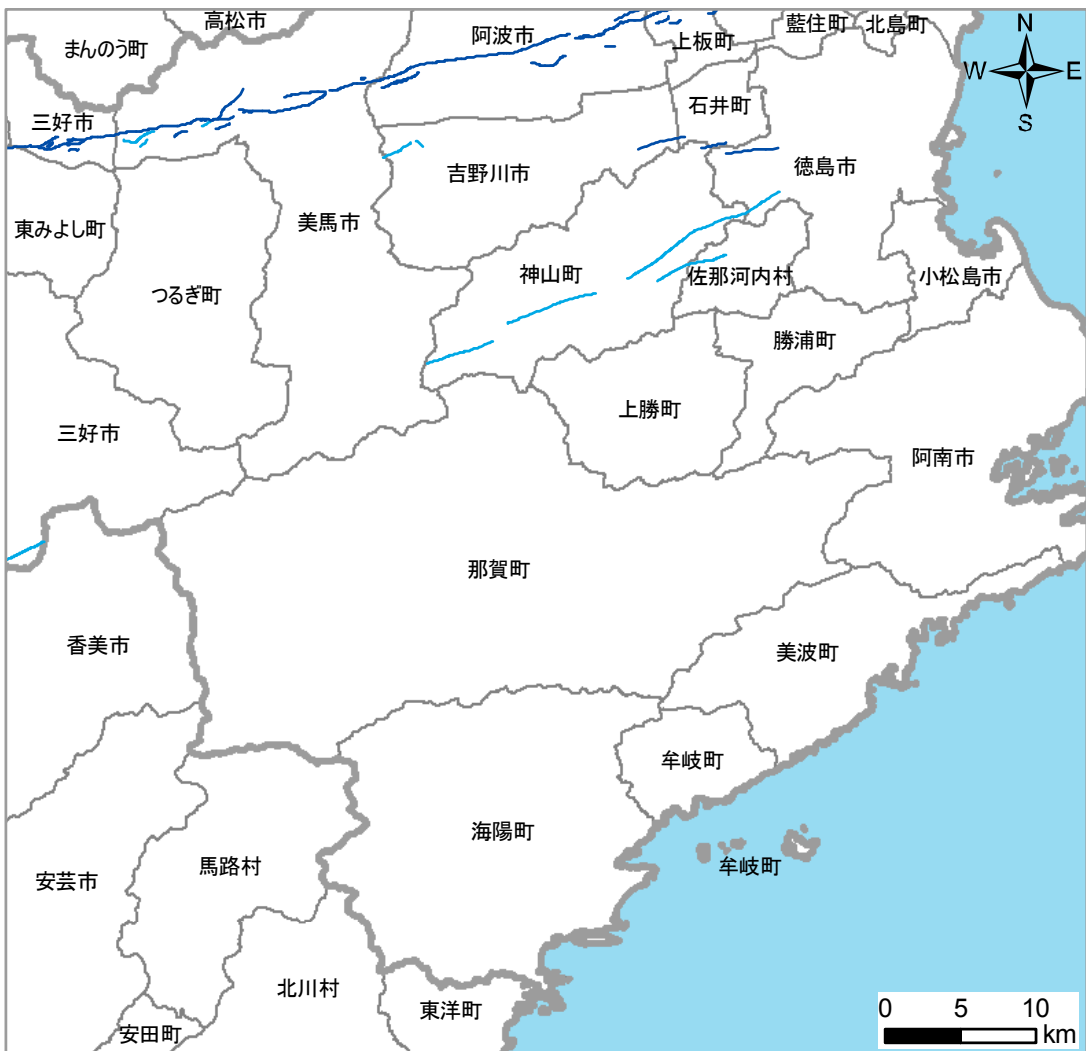 高松市
まんのう町
阿波市
上板町
藍住町
北島町
N
W
E
S
石井町
三好市
吉野川市
徳島市
東みよし町
美馬市
神山町
佐那河内村
小松島市
つるぎ町
勝浦町
上勝町
三好市
阿南市
那賀町
香美市
美波町
牟岐町
海陽町
馬路村
牟岐町
安芸市
北川村
東洋町
安田町
0 5 10
km